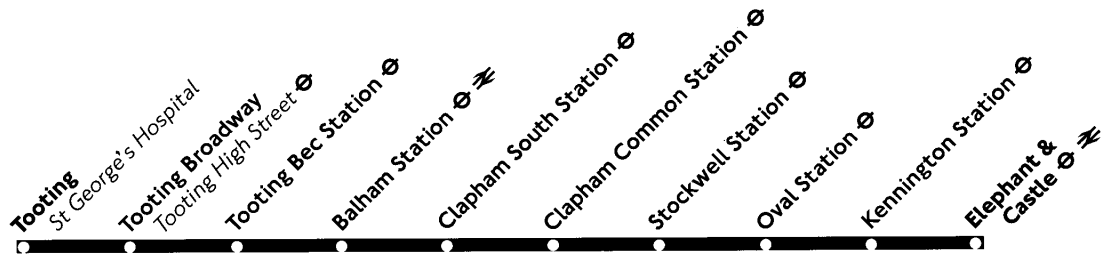 Tooting
St George's Hospital
Tooting Broadway
Tooting High Street
Tooting Bec Station
Balham Station
Clapham South Station
Clapham Common Station
Stockwell Station
Oval Station
Kennington Station
Elephant &
Castle